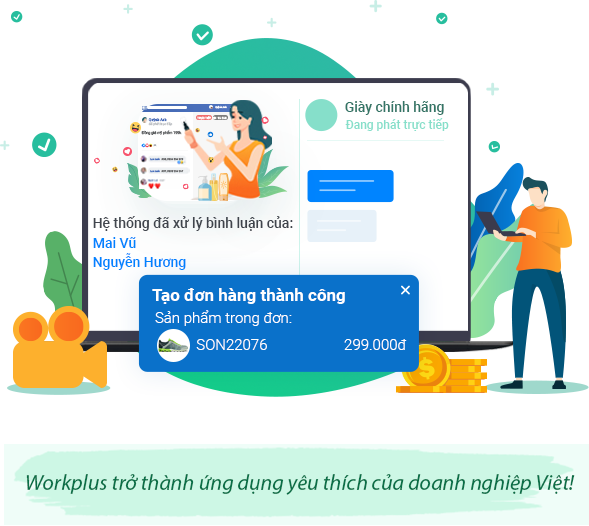 Giày chính hãng
Đang phát trực tiếp
Hệ thống đã xử lý bình luận của:
Mai Vũ
Nguyễn Hương
Tạo đơn hàng thành công
Sản phẩm trong đơn:
SON22076 299.000đ
Workplus trở thành ứng dụng yêu thích của doanh nghiệp Việt!